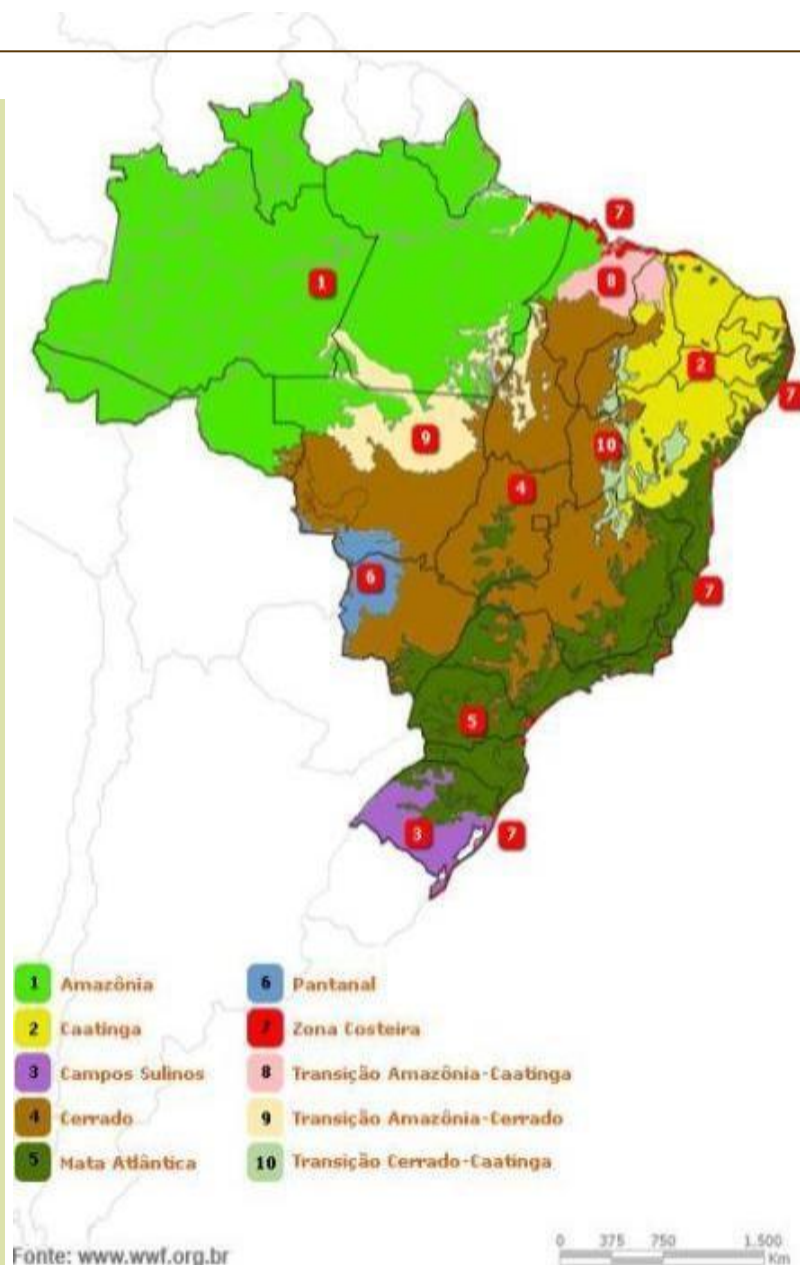 7
1
8
2
7
9
10
4
6
7
5
3
7
1 Amazônia
2 Caatinga
3 Campos Sulinos
4 Cerrado
5 Mata Atlântica
6 Pantanal
7 Zona Costeira
8 Transição Amazônia-Caatinga
9 Transição Amazônia-Cerrado
10 Transição Cerrado-Caatinga
Fonte: www.wwf.org.br
0 375 750 1.500
Km